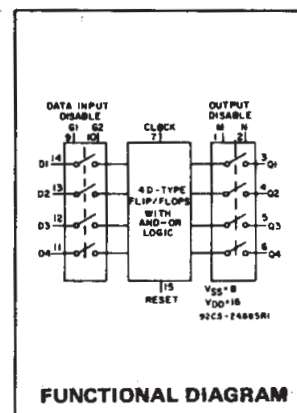 DATA INPUT DISABLE
G1 G2
9 10
CLOCK
7
OUTPUT DISABLE
M N
1 2
D1 14
3 Q1
D2 13
4 Q2
D3 12
5 Q3
D4 11
6 Q4
4 D-TYPE
FLIP/FLOPS
WITH
AND-OR
LOGIC
15
RESET
VSS=8
VDD=16
92CS-24885R1
FUNCTIONAL DIAGRAM